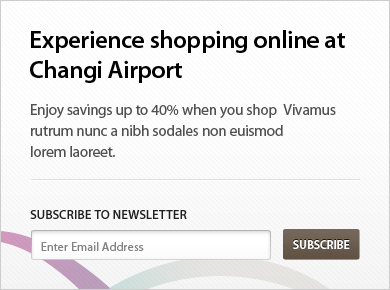 Experience shopping online at
Changi Airport
Enjoy savings up to 40% when you shop  Vivamus
rutrum nunc a nibh sodales non euismod
lorem laoreet.
SUBSCRIBE TO NEWSLETTER
Enter Email Address
SUBSCRIBE